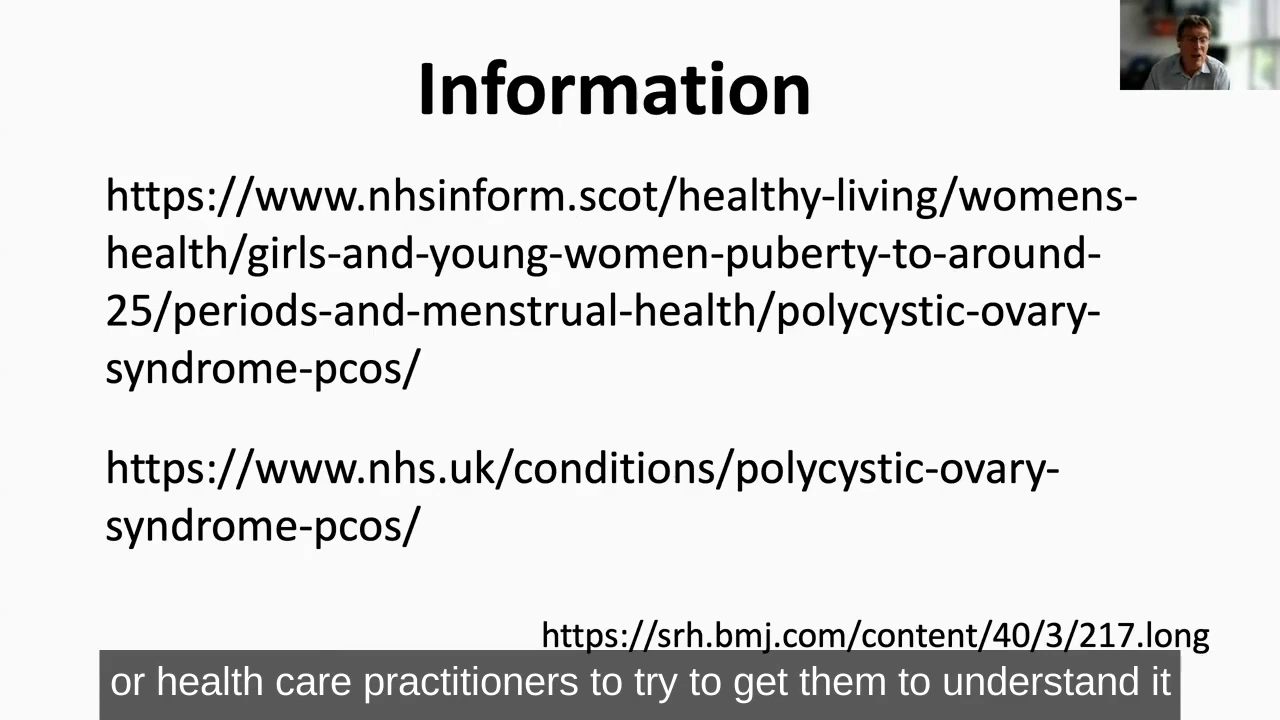 Information
https://www.nhsinform.scot/healthy-living/womens-
health/girls-and-young-women-puberty-to-around-
25/periods-and-menstrual-health/polycystic-ovary-
syndrome-pcos/
https://www.nhs.uk/conditions/polycystic-ovary-
syndrome-pcos/
https://srh.bmj.com/content/40/3/217.long
or health care practitioners to try to get them to understand it